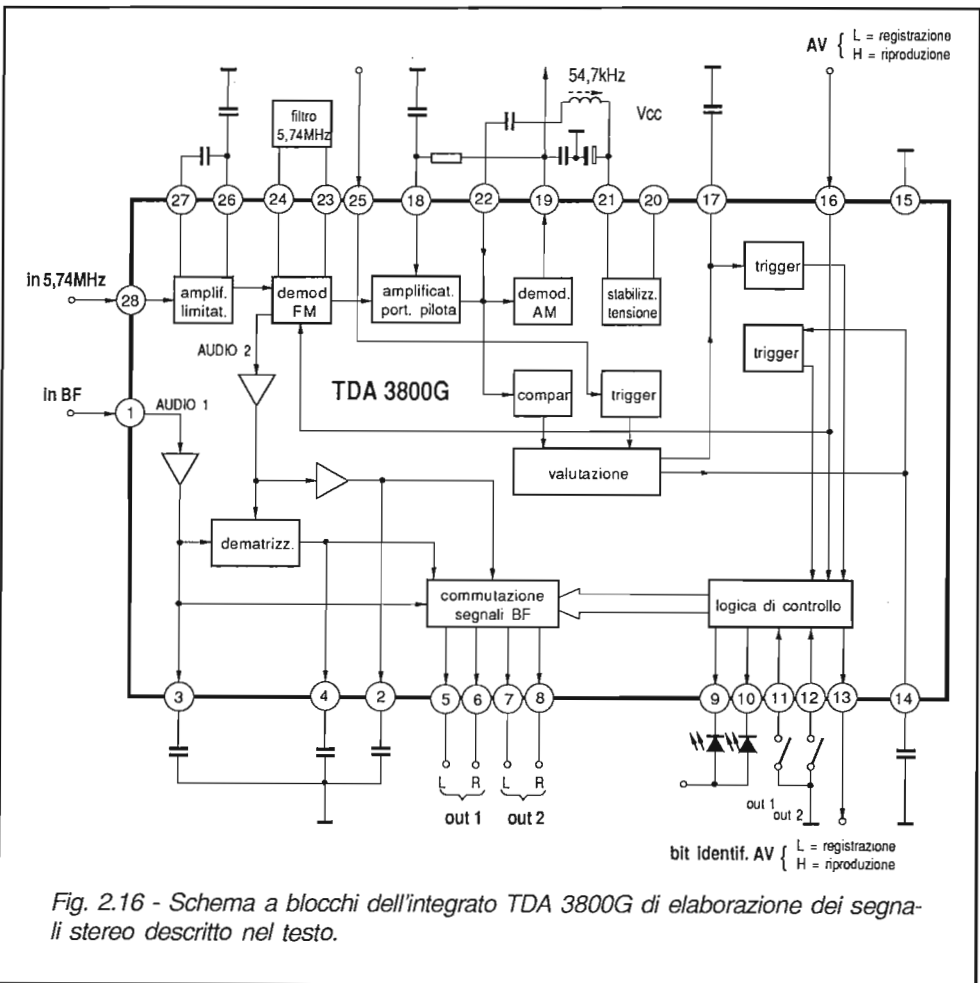 AV { L = registrazione
H = riproduzione
54,7kHz
Vcc
filtro
5,74MHz
27 26 24 23 25 18 22 19 21 20 17 16 15
in 5,74MHz
28
amplif.
limitat.
demod
FM
amplificat.
port. pilota
demod.
AM
stabilizz.
tensione
trigger
trigger
AUDIO 2
TDA 3800G
compar
trigger
in BF
1
AUDIO 1
valutazione
dematrizz.
commutazione
segnali BF
logica di controllo
3 4 2 5 6 7 8 9 10 11 12 13 14
L R L R
out 1 out 2
out 1
out 2
bit identif. AV { L = registrazione
H = riproduzione
Fig. 2.16 - Schema a blocchi dell'integrato TDA 3800G di elaborazione dei segna-
li stereo descritto nel testo.